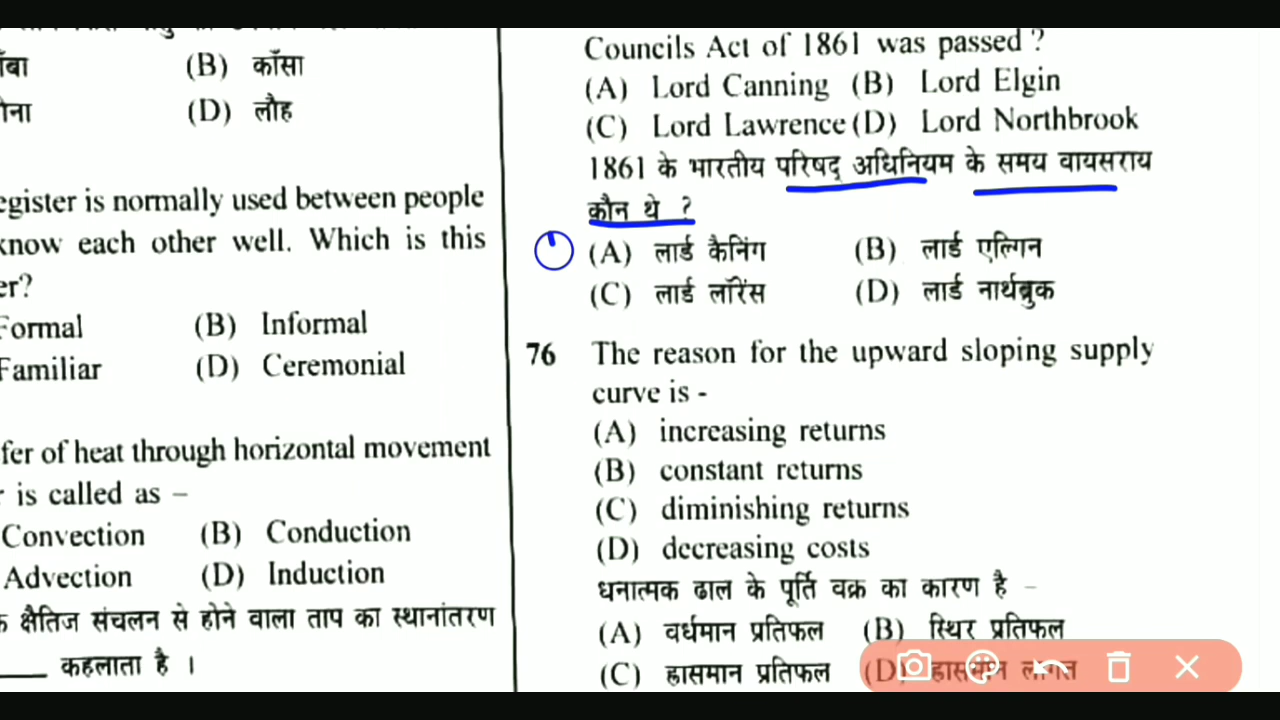 (B) काँसा
(D) लौह
is normally used between people
know each other well. Which is this
(B) Informal
Familiar (D) Ceremonial
of heat through horizontal movement
is called as –
Convection (B) Conduction
Advection (D) Induction
क्षैतिज संचलन से होने वाला ताप का स्थानांतरण
____ कहलाता है ।
Councils Act of 1861 was passed ?
(A) Lord Canning (B) Lord Elgin
(C) Lord Lawrence (D) Lord Northbrook
1861 के भारतीय परिषद् अधिनियम के समय वायसराय
कौन थे ?
(A) लार्ड कैनिंग (B) लार्ड एल्गिन
(C) लार्ड लॉरेंस (D) लार्ड नार्थब्रुक
76 The reason for the upward sloping supply
curve is -
(A) increasing returns
(B) constant returns
(C) diminishing returns
(D) decreasing costs
धनात्मक ढाल के पूर्ति वक्र का कारण है –
(A) वर्धमान प्रतिफल (B) स्थिर प्रतिफल
(C) ह्रासमान प्रतिफल (D) ह्रासमान लागत